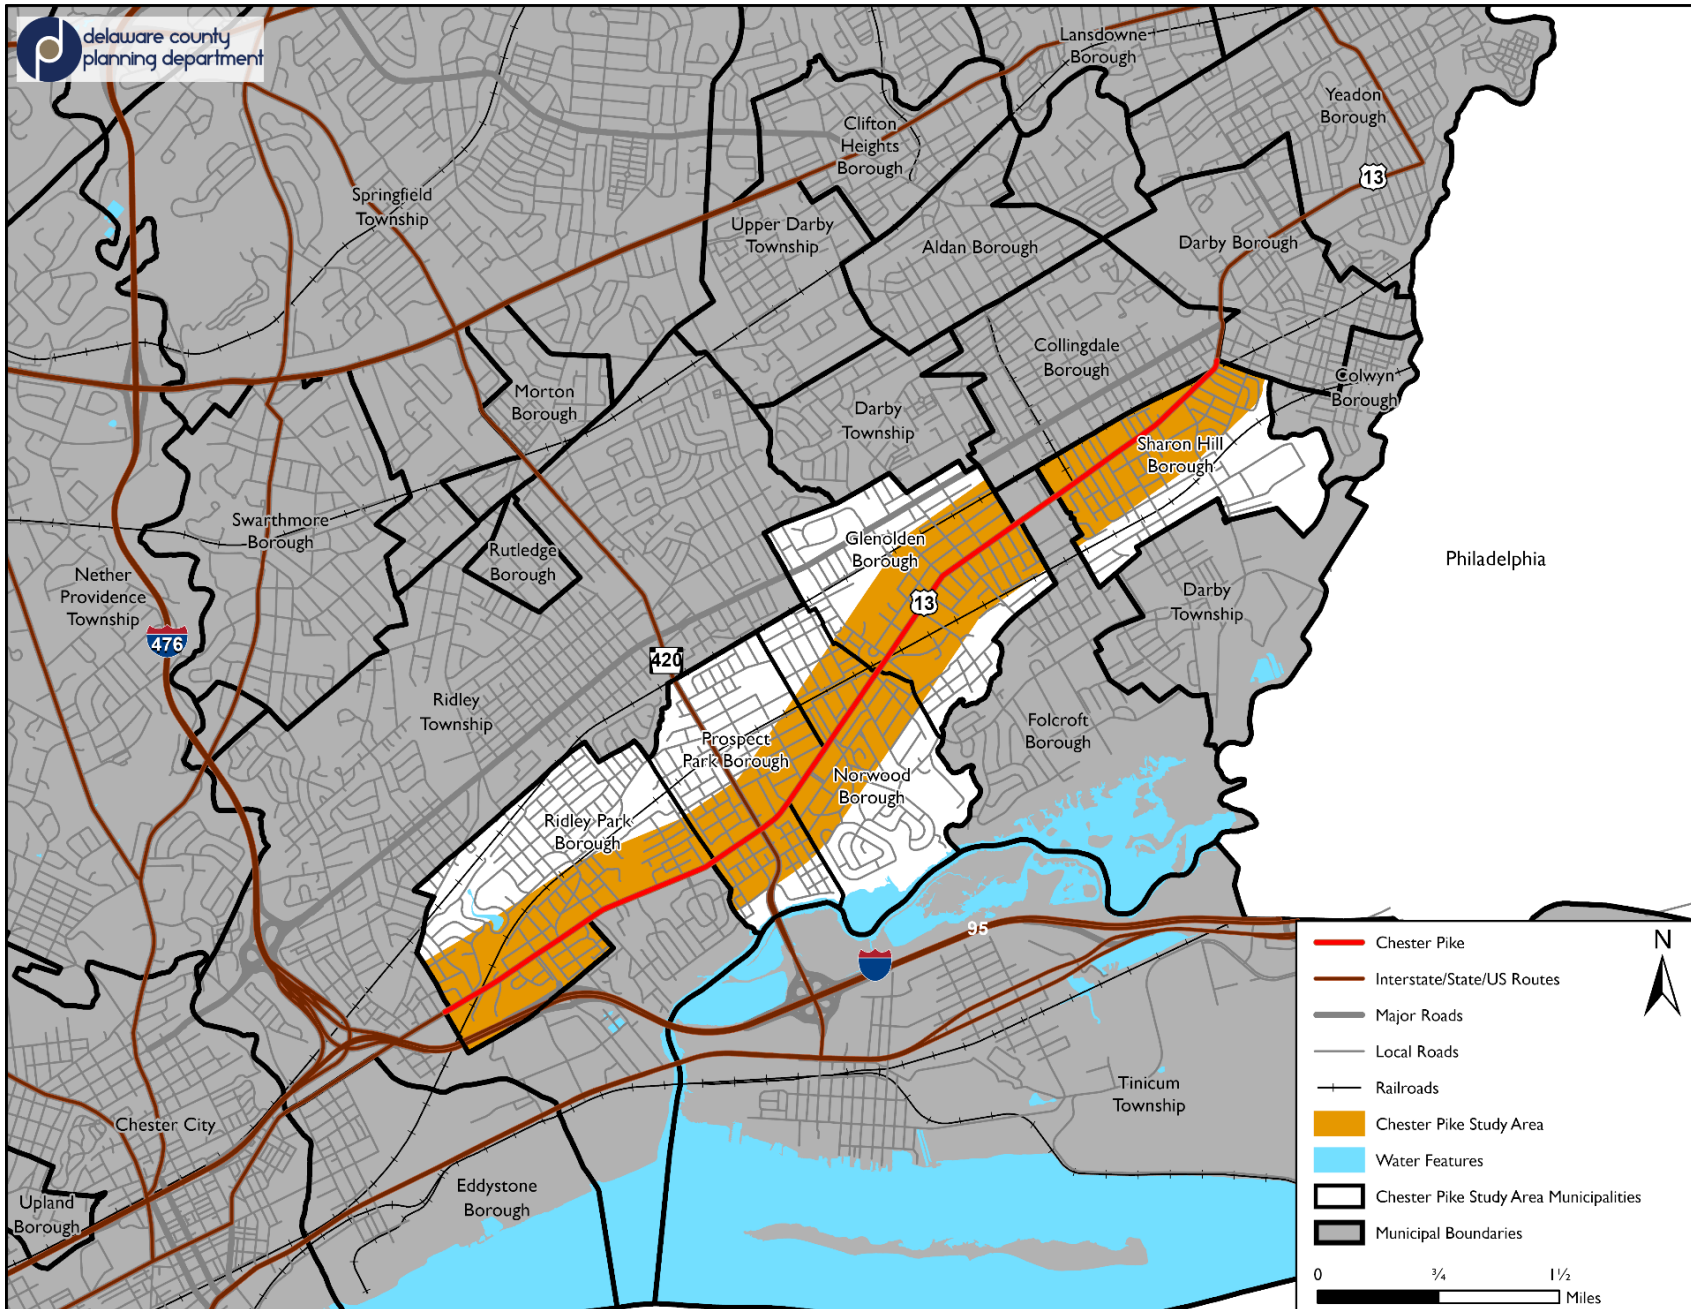 delaware county
planning department
Lansdowne
Borough
Yeadon
Borough
Clifton
Heights
Borough
13
Springfield
Township
Upper Darby
Township
Aldan Borough
Darby Borough
Collingdale
Borough
Colwyn
Borough
Morton
Borough
Darby
Township
Sharon Hill
Borough
Swarthmore
Borough
Rutledge
Borough
Glenolden
Borough
Philadelphia
Nether
Providence
Township
476
13
Darby
Township
420
Ridley
Township
Folcroft
Borough
Prospect
Park Borough
Norwood
Borough
Ridley Park
Borough
95
Tinicum
Township
Chester City
Eddystone
Borough
Upland
Borough
N
Chester Pike
Interstate/State/US Routes
Major Roads
Local Roads
Railroads
Chester Pike Study Area
Water Features
Chester Pike Study Area Municipalities
Municipal Boundaries
0 ¾ 1½
Miles